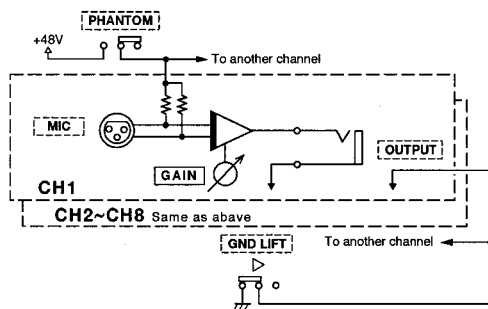 PHANTOM
+48V
To another channel
MIC
GAIN
OUTPUT
CH1
CH2~CH8 Same as abave
GND LIFT
To another channel